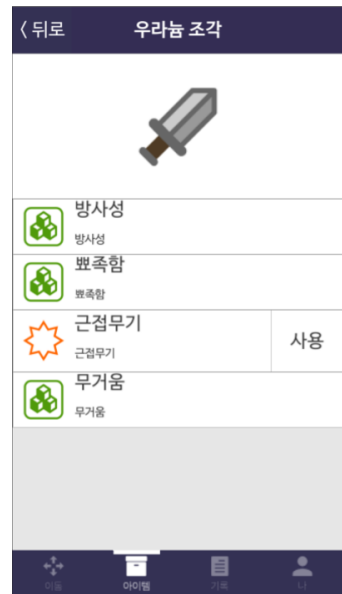 뒤로
우라늄 조각
방사성
방사성
뾰족함
뾰족함
근접무기
근접무기
사용
무거움
무거움
이동
아이템
기록
나